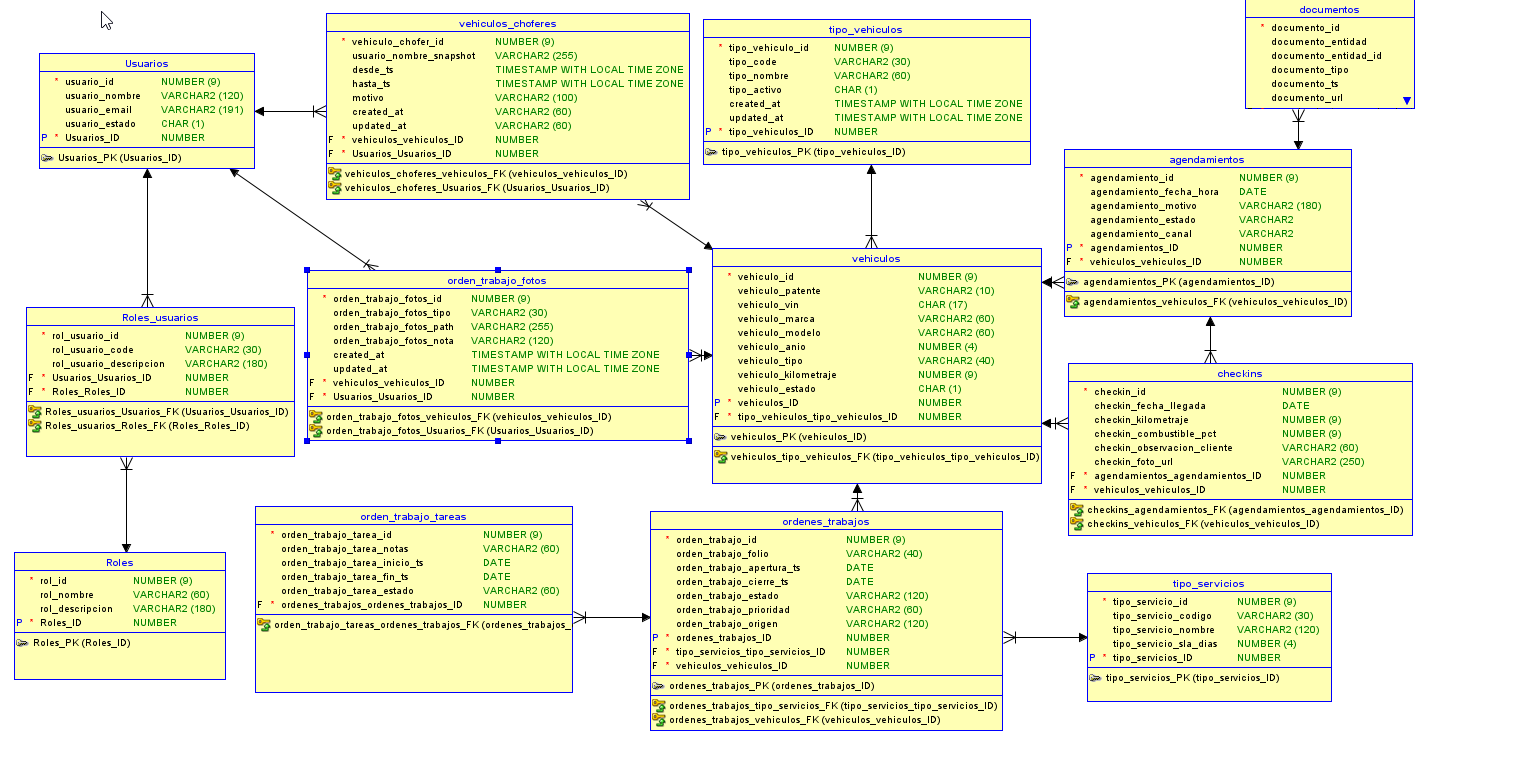 Usuarios
* usuario_id NUMBER (9)
usuario_nombre VARCHAR2 (120)
usuario_email VARCHAR2 (191)
usuario_estado CHAR (1)
P * Usuarios_ID NUMBER
Usuarios_PK (Usuarios_ID)
vehiculos_choferes
* vehiculo_chofer_id NUMBER (9)
usuario_nombre_snapshot VARCHAR2 (255)
desde_ts TIMESTAMP WITH LOCAL TIME ZONE
hasta_ts TIMESTAMP WITH LOCAL TIME ZONE
motivo VARCHAR2 (100)
created_at VARCHAR2 (60)
updated_at VARCHAR2 (60)
F * vehiculos_vehiculos_ID NUMBER
F * Usuarios_Usuarios_ID NUMBER
vehiculos_choferes_vehiculos_FK (vehiculos_vehiculos_ID)
vehiculos_choferes_Usuarios_FK (Usuarios_Usuarios_ID)
tipo_vehiculos
* tipo_vehiculo_id NUMBER (9)
tipo_code VARCHAR2 (30)
tipo_nombre VARCHAR2 (60)
tipo_activo CHAR (1)
created_at TIMESTAMP WITH LOCAL TIME ZONE
updated_at TIMESTAMP WITH LOCAL TIME ZONE
P * tipo_vehiculos_ID NUMBER
tipo_vehiculos_PK (tipo_vehiculos_ID)
documentos
* documento_id
documento_entidad
documento_entidad_id
documento_tipo
documento_ts
documento_url
agendamientos
* agendamiento_id NUMBER (9)
agendamiento_fecha_hora DATE
agendamiento_motivo VARCHAR2 (180)
agendamiento_estado VARCHAR2
agendamiento_canal VARCHAR2
P * agendamientos_ID NUMBER
F * vehiculos_vehiculos_ID NUMBER
agendamientos_PK (agendamientos_ID)
agendamientos_vehiculos_FK (vehiculos_vehiculos_ID)
Roles_usuarios
* rol_usuario_id NUMBER (9)
rol_usuario_code VARCHAR2 (30)
rol_usuario_descripcion VARCHAR2 (180)
F * Usuarios_Usuarios_ID NUMBER
F * Roles_Roles_ID NUMBER
Roles_usuarios_Usuarios_FK (Usuarios_Usuarios_ID)
Roles_usuarios_Roles_FK (Roles_Roles_ID)
orden_trabajo_fotos
* orden_trabajo_fotos_id NUMBER (9)
orden_trabajo_fotos_tipo VARCHAR2 (30)
orden_trabajo_fotos_path VARCHAR2 (255)
orden_trabajo_fotos_nota VARCHAR2 (120)
created_at TIMESTAMP WITH LOCAL TIME ZONE
updated_at TIMESTAMP WITH LOCAL TIME ZONE
F * vehiculos_vehiculos_ID NUMBER
F * Usuarios_Usuarios_ID NUMBER
orden_trabajo_fotos_vehiculos_FK (vehiculos_vehiculos_ID)
orden_trabajo_fotos_Usuarios_FK (Usuarios_Usuarios_ID)
vehiculos
* vehiculo_id NUMBER (9)
vehiculo_patente VARCHAR2 (10)
vehiculo_vin CHAR (17)
vehiculo_marca VARCHAR2 (60)
vehiculo_modelo VARCHAR2 (60)
vehiculo_anio NUMBER (4)
vehiculo_tipo VARCHAR2 (40)
vehiculo_kilometraje NUMBER (9)
vehiculo_estado CHAR (1)
P * vehiculos_ID NUMBER
F * tipo_vehiculos_tipo_vehiculos_ID NUMBER
vehiculos_PK (vehiculos_ID)
vehiculos_tipo_vehiculos_FK (tipo_vehiculos_tipo_vehiculos_ID)
checkins
* checkin_id NUMBER (9)
checkin_fecha_llegada DATE
checkin_kilometraje NUMBER (9)
checkin_combustible_pct NUMBER (9)
checkin_observacion_cliente VARCHAR2 (60)
checkin_foto_url VARCHAR2 (250)
F * agendamientos_agendamientos_ID NUMBER
F * vehiculos_vehiculos_ID NUMBER
checkins_agendamientos_FK (agendamientos_agendamientos_ID)
checkins_vehiculos_FK (vehiculos_vehiculos_ID)
Roles
* rol_id NUMBER (9)
rol_nombre VARCHAR2 (60)
rol_descripcion VARCHAR2 (180)
P * Roles_ID NUMBER
Roles_PK (Roles_ID)
orden_trabajo_tareas
* orden_trabajo_tarea_id NUMBER (9)
orden_trabajo_tarea_notas VARCHAR2 (60)
orden_trabajo_tarea_inicio_ts DATE
orden_trabajo_tarea_fin_ts DATE
orden_trabajo_tarea_estado VARCHAR2 (60)
F * ordenes_trabajos_ordenes_trabajos_ID NUMBER
orden_trabajo_tareas_ordenes_trabajos_FK (ordenes_trabajos_
ordenes_trabajos
* orden_trabajo_id NUMBER (9)
orden_trabajo_folio VARCHAR2 (40)
orden_trabajo_apertura_ts DATE
orden_trabajo_cierre_ts DATE
orden_trabajo_estado VARCHAR2 (120)
orden_trabajo_prioridad VARCHAR2 (60)
orden_trabajo_origen VARCHAR2 (120)
P * ordenes_trabajos_ID NUMBER
F * tipo_servicios_tipo_servicios_ID NUMBER
F * vehiculos_vehiculos_ID NUMBER
ordenes_trabajos_PK (ordenes_trabajos_ID)
ordenes_trabajos_tipo_servicios_FK (tipo_servicios_tipo_servicios_ID)
ordenes_trabajos_vehiculos_FK (vehiculos_vehiculos_ID)
tipo_servicios
* tipo_servicio_id NUMBER (9)
tipo_servicio_codigo VARCHAR2 (30)
tipo_servicio_nombre VARCHAR2 (120)
tipo_servicio_sla_dias NUMBER (4)
P * tipo_servicios_ID NUMBER
tipo_servicios_PK (tipo_servicios_ID)